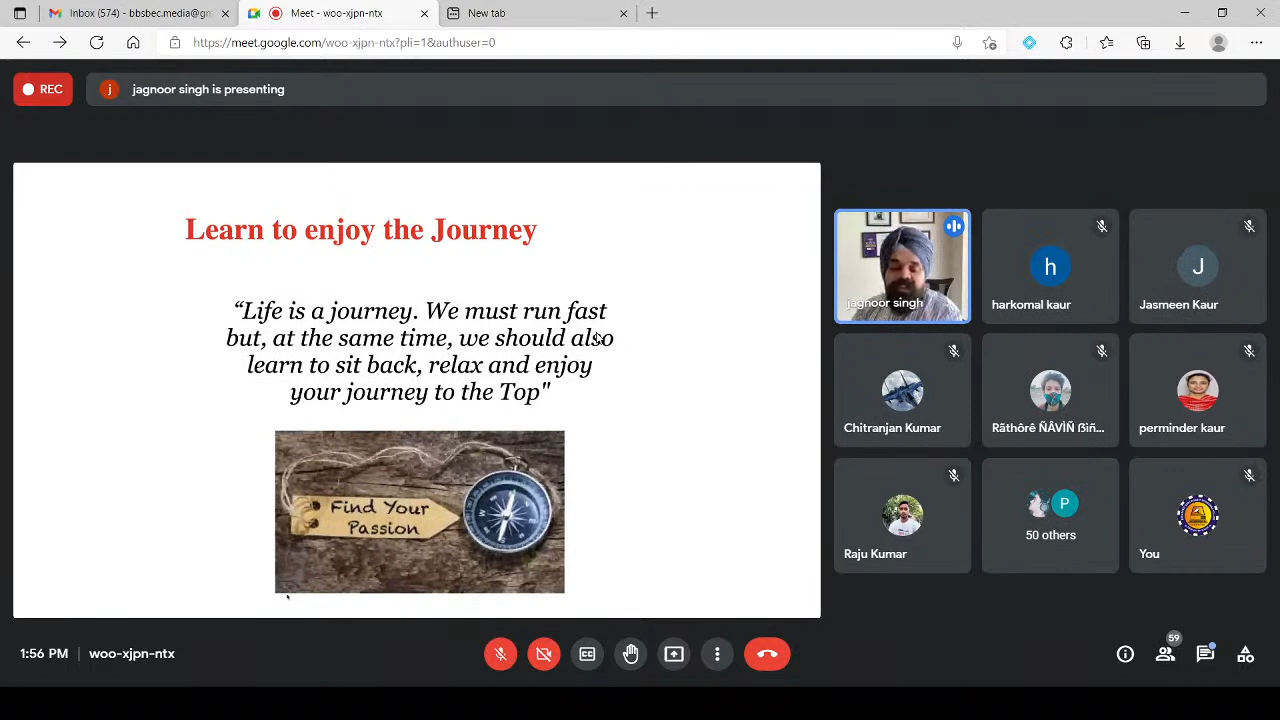 Inbox (574) - bbsbec.media@gm
Meet - woo-xjpn-ntx
New tab
https://meet.google.com/woo-xjpn-ntx?pli=1&authuser=0
REC
j
jagnoor singh is presenting
Learn to enjoy the Journey
“Life is a journey. We must run fast
but, at the same time, we should also
learn to sit back, relax and enjoy
your journey to the Top"
Find Your
Passion
jagnoor singh
h
harkomal kaur
J
Jasmeen Kaur
Chitranjan Kumar
Rãthôrê ÑÂVÌÑ ẞìñ...
perminder kaur
Raju Kumar
P
50 others
You
1:56 PM
woo-xjpn-ntx
59